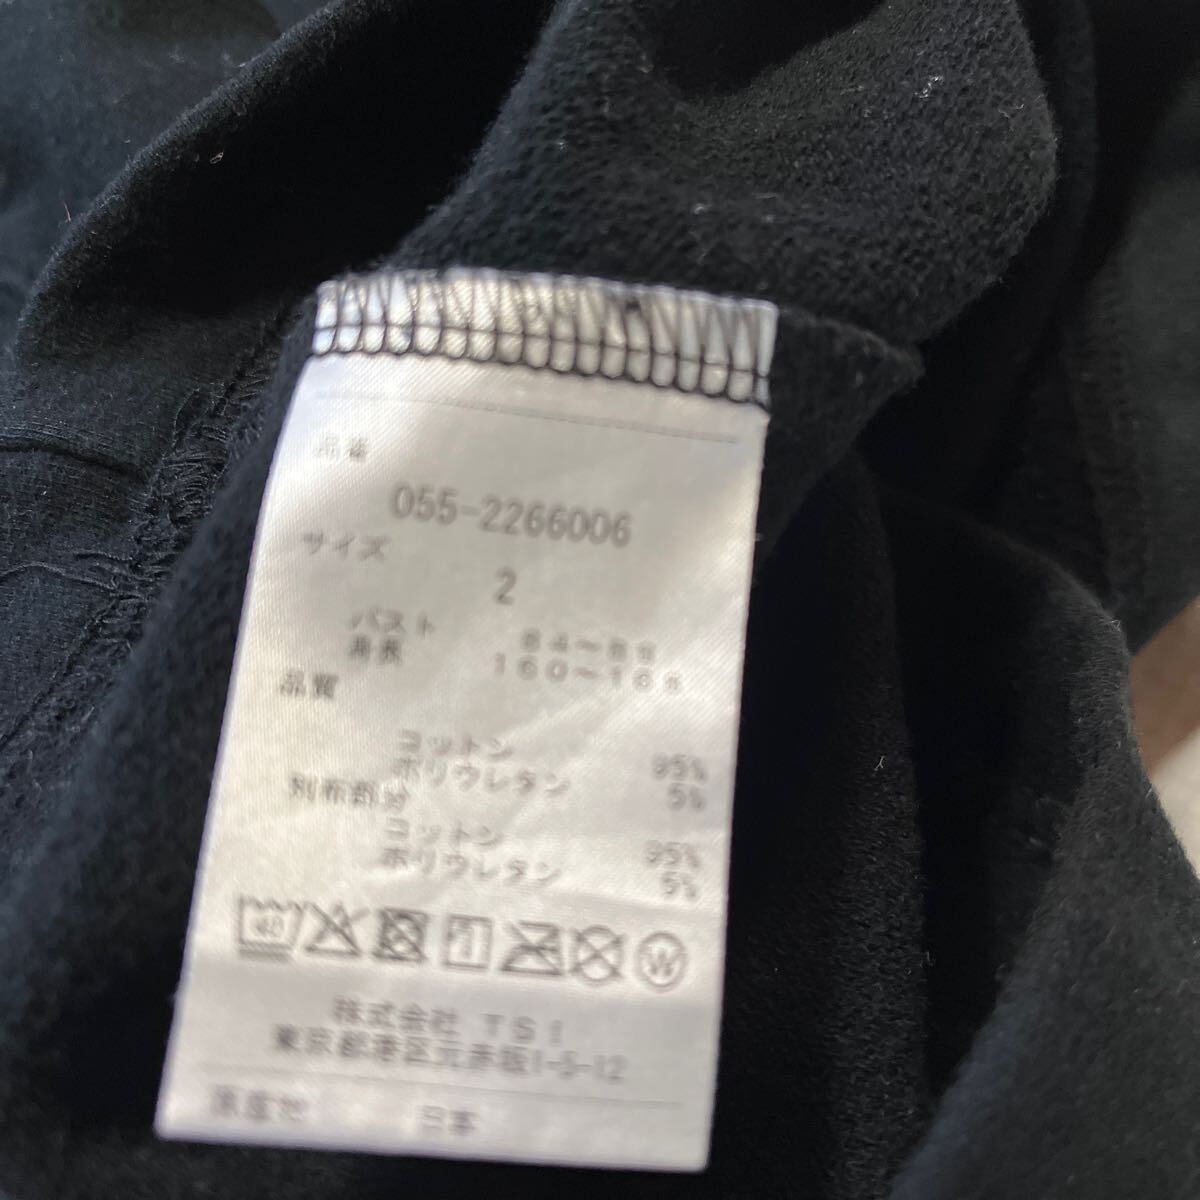 品番
055-2266006
サイズ
2
バスト 84～89
身長 160～16
品質
コットン 95%
ポリウレタン 5%
別布部分
コットン 95%
ポリウレタン 5%
40 W
株式会社 TSI
東京都港区元赤坂1-5-12
原産地 日本